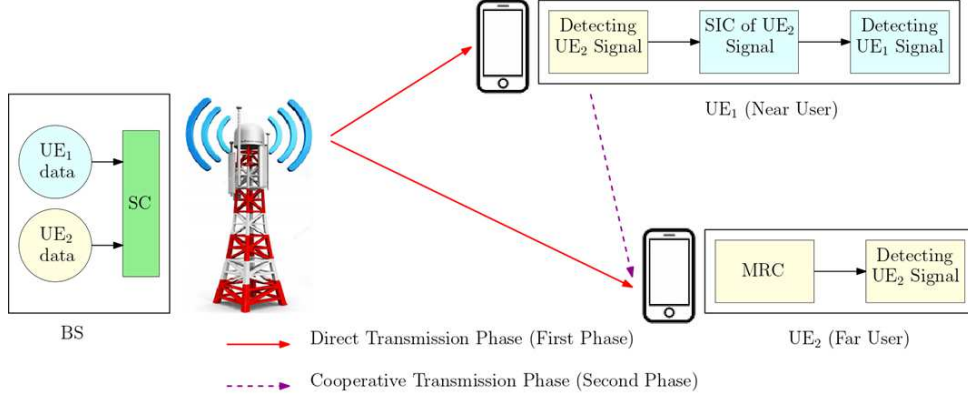 Detecting
UE2 Signal
SIC of UE2
Signal
Detecting
UE1 Signal
UE1 (Near User)
UE1
data
UE2
data
SC
BS
MRC
Detecting
UE2 Signal
UE2 (Far User)
Direct Transmission Phase (First Phase)
Cooperative Transmission Phase (Second Phase)